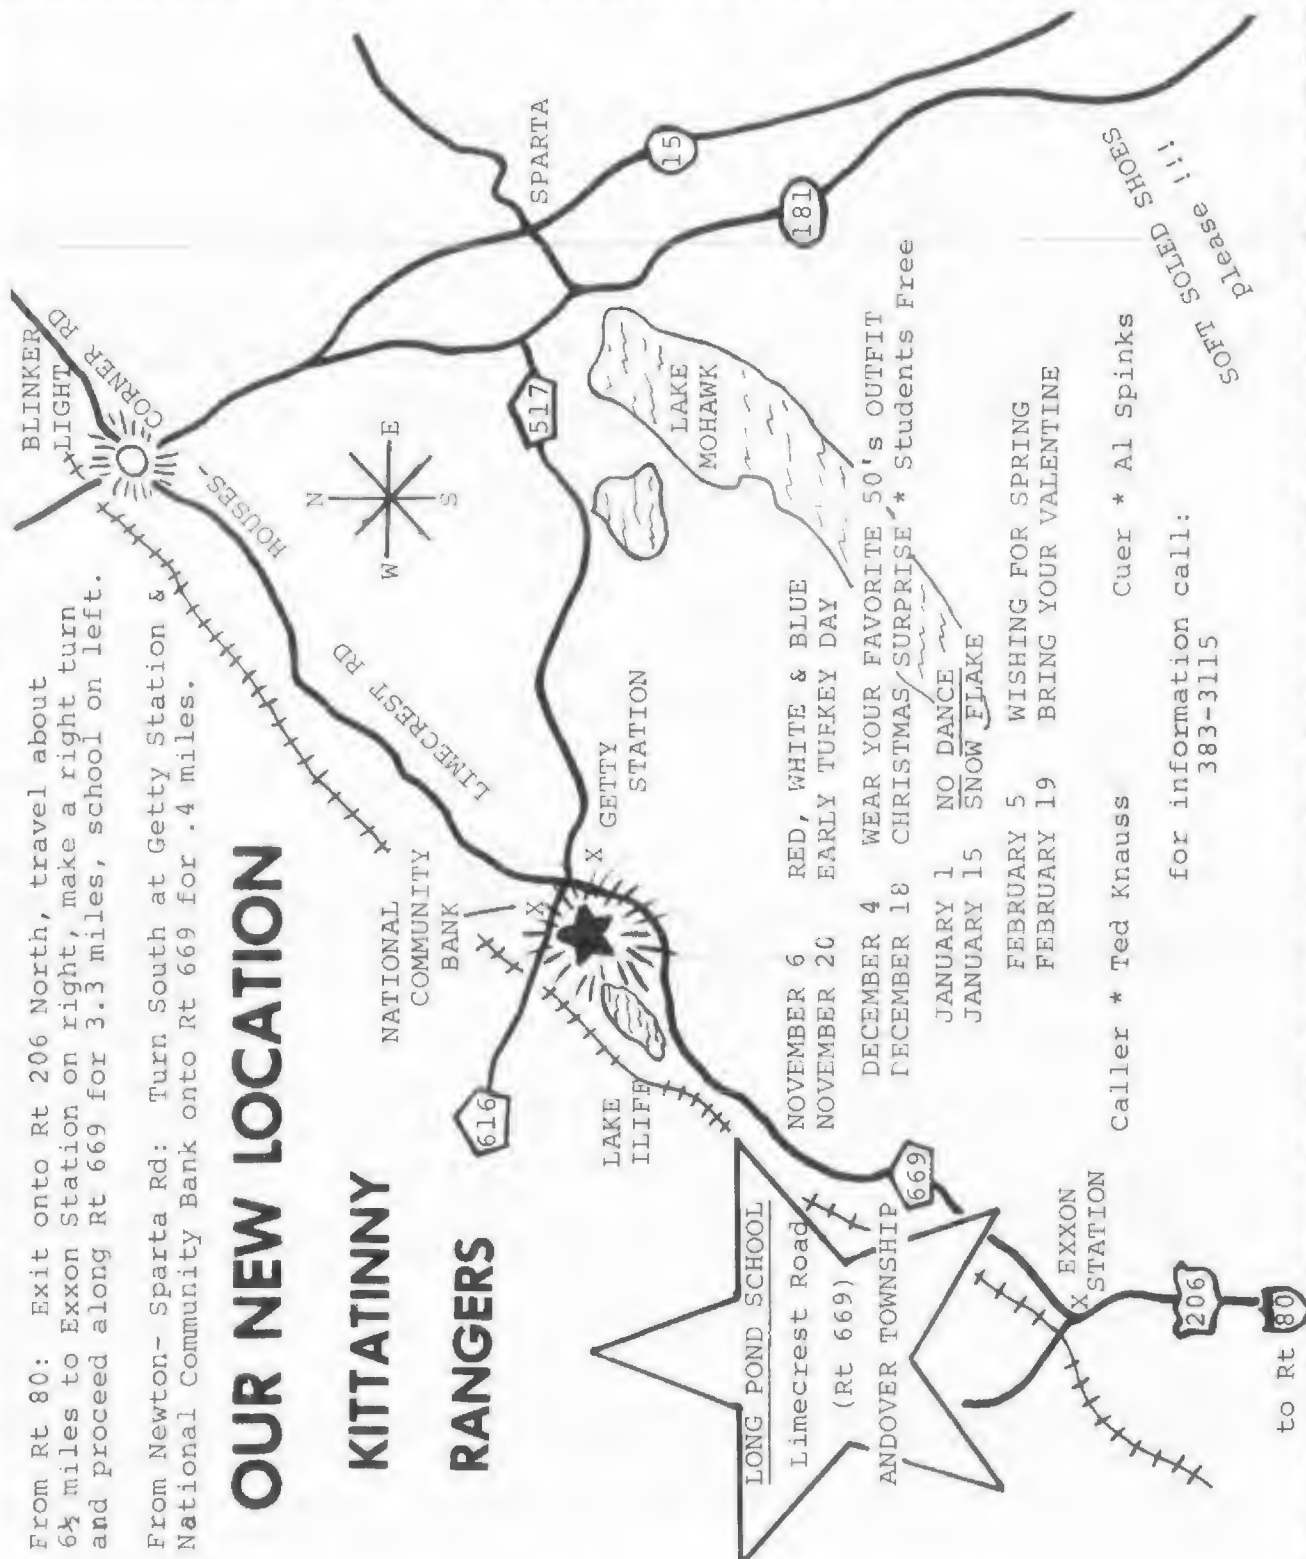 From Rt 80: Exit onto Rt 206 North, travel about
6½ miles to Exxon Station on right, make a right turn
and proceed along Rt 669 for 3.3 miles, school on left.
From Newton- Sparta Rd: Turn South at Getty Station &
National Community Bank onto Rt 669 for .4 miles.
OUR NEW LOCATION
KITTATINNY
RANGERS
BLINKER
LIGHT
HOUSES- CORNER RD
N
W E
S
LIMECREST RD
SPARTA
15
181
517
NATIONAL
COMMUNITY
BANK
X
X
GETTY
STATION
LAKE
MOHAWK
616
LAKE
ILIFF
669
LONG POND SCHOOL
Limecrest Road
(Rt 669)
ANDOVER TOWNSHIP
X EXXON
STATION
206
to Rt 80
NOVEMBER 6 RED, WHITE & BLUE
NOVEMBER 20 EARLY TURKEY DAY
DECEMBER 4 WEAR YOUR FAVORITE 50's OUTFIT
DECEMBER 18 CHRISTMAS SURPRISE * Students Free
JANUARY 1 NO DANCE
JANUARY 15 SNOW FLAKE
FEBRUARY 5 WISHING FOR SPRING
FEBRUARY 19 BRING YOUR VALENTINE
Caller * Ted Knauss Cuer * Al Spinks
for information call:
383-3115
SOFT SOLED SHOES
please !!!